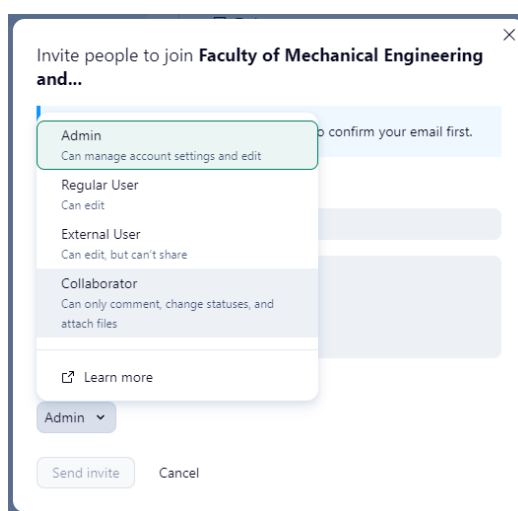 Invite people to join Faculty of Mechanical Engineering
and...
to confirm your email first.
Admin
Can manage account settings and edit
Regular User
Can edit
External User
Can edit, but can't share
Collaborator
Can only comment, change statuses, and
attach files
Learn more
Admin
Send invite Cancel